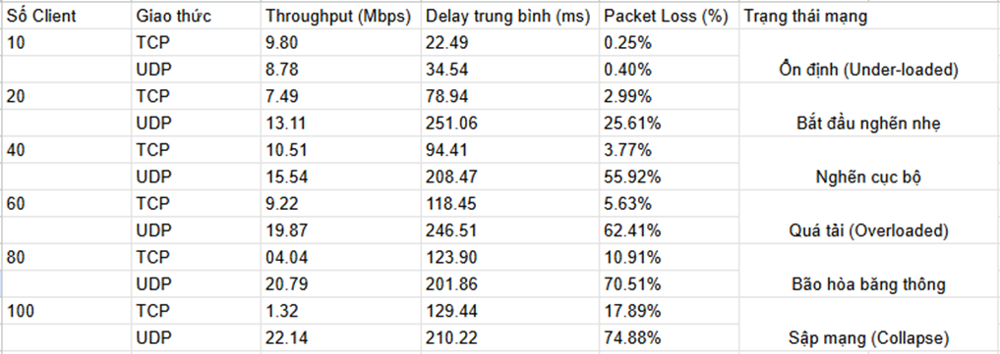 Số Client Giao thức Throughput (Mbps) Delay trung bình (ms) Packet Loss (%) Trạng thái mạng
10 TCP 9.80 22.49 0.25%
UDP 8.78 34.54 0.40% Ổn định (Under-loaded)
20 TCP 7.49 78.94 2.99%
UDP 13.11 251.06 25.61% Bắt đầu nghẽn nhẹ
40 TCP 10.51 94.41 3.77%
UDP 15.54 208.47 55.92% Nghẽn cục bộ
60 TCP 9.22 118.45 5.63%
UDP 19.87 246.51 62.41% Quá tải (Overloaded)
80 TCP 04.04 123.90 10.91%
UDP 20.79 201.86 70.51% Bão hòa băng thông
100 TCP 1.32 129.44 17.89%
UDP 22.14 210.22 74.88% Sập mạng (Collapse)